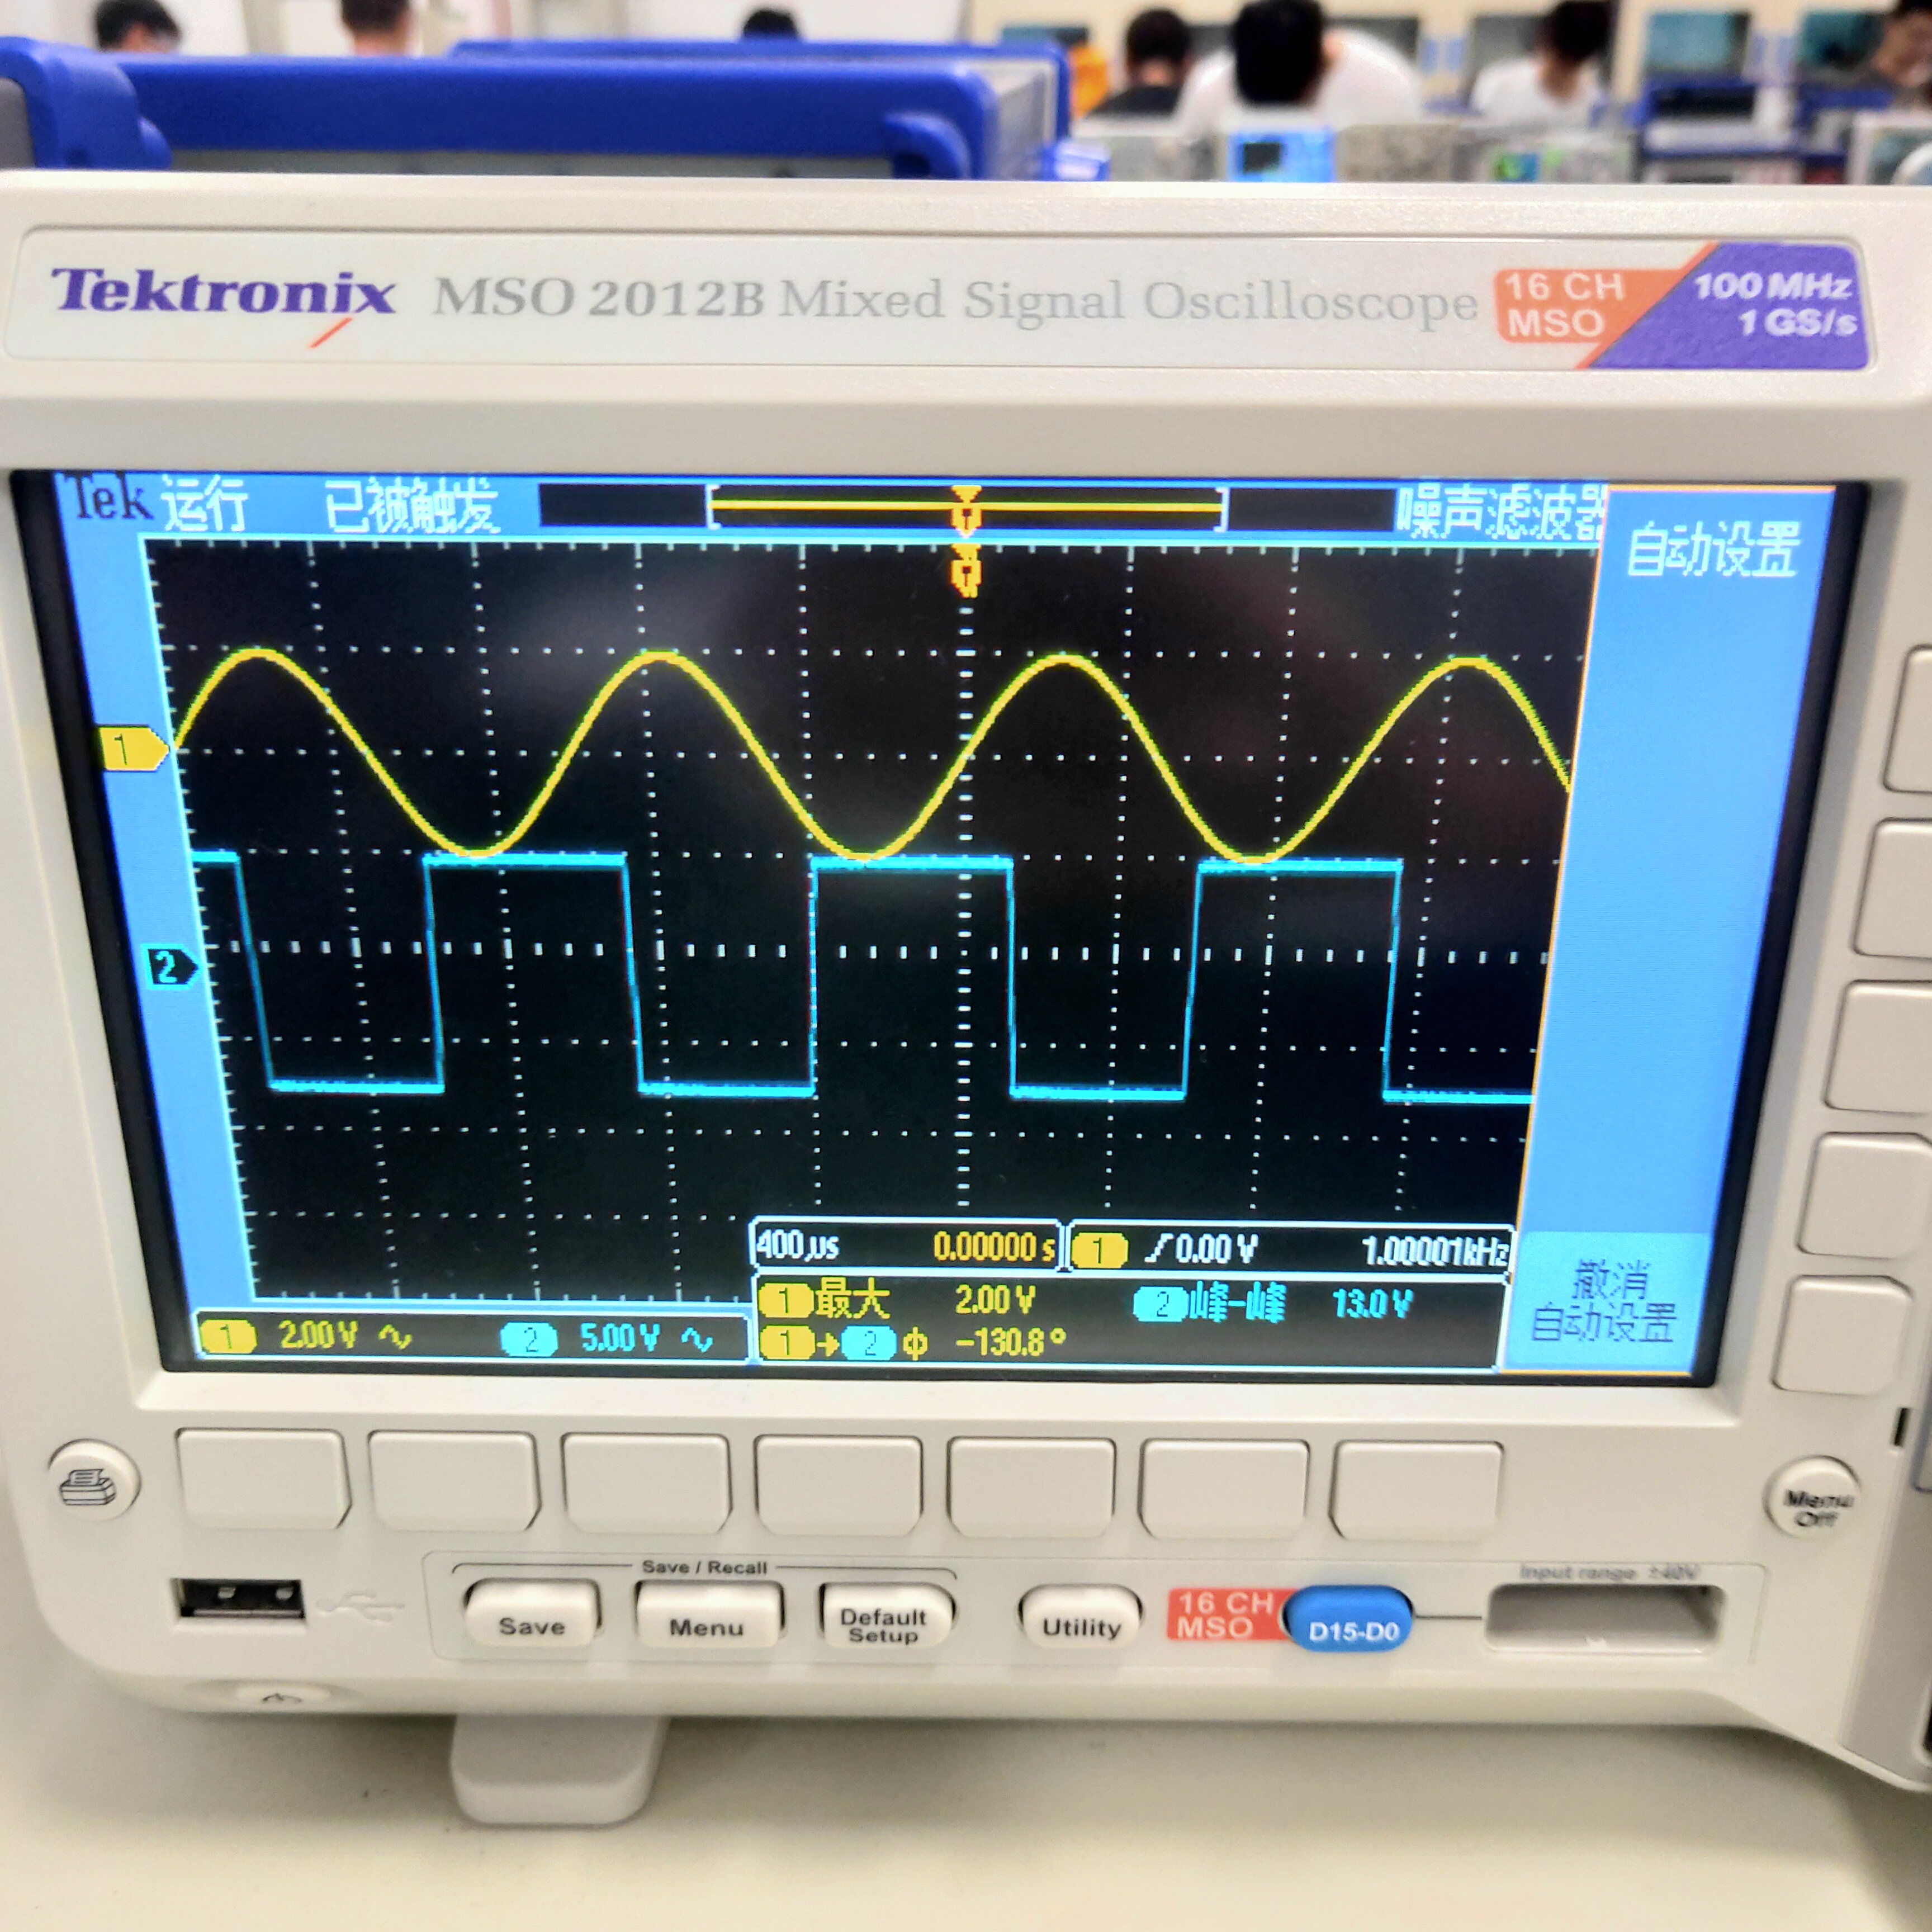 Tektronix MSO 2012B Mixed Signal Oscilloscope 16 CH MSO 100 MHz 1 GS/s
Tek 运行 已被触发 噪声滤波器
T
自动设置
T
1
2
400µs 0.00000 s 1 0.00 V 1.00001kHz
1 最大 2.00 V 2 峰-峰 13.0 V
1 2.00 V 2 5.00 V 1→2 ф -130.8°
撤消
自动设置
Menu
Off
Save / Recall
Save Menu Default Setup Utility 16 CH MSO D15-D0
Input range ±40V